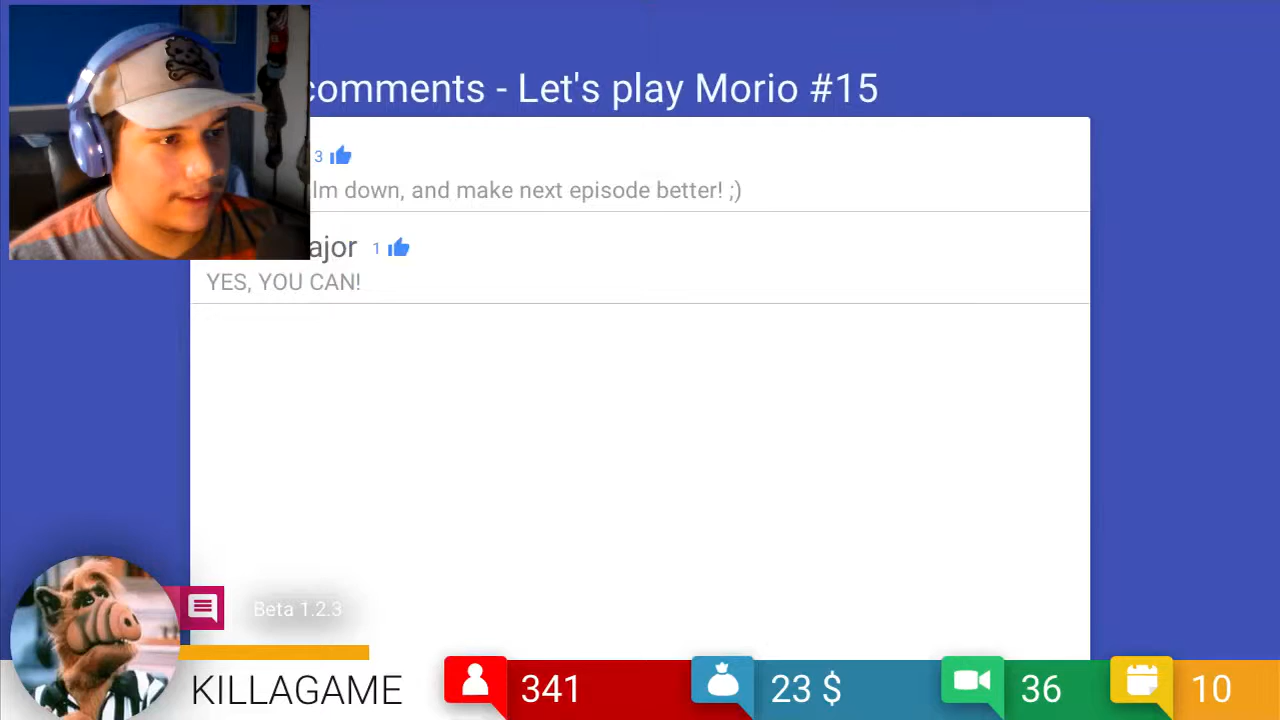 comments - Let's play Morio #15
3
lm down, and make next episode better! ;)
ajor 1
YES, YOU CAN!
Beta 1.2.3
KILLAGAME 341 23 $ 36 10